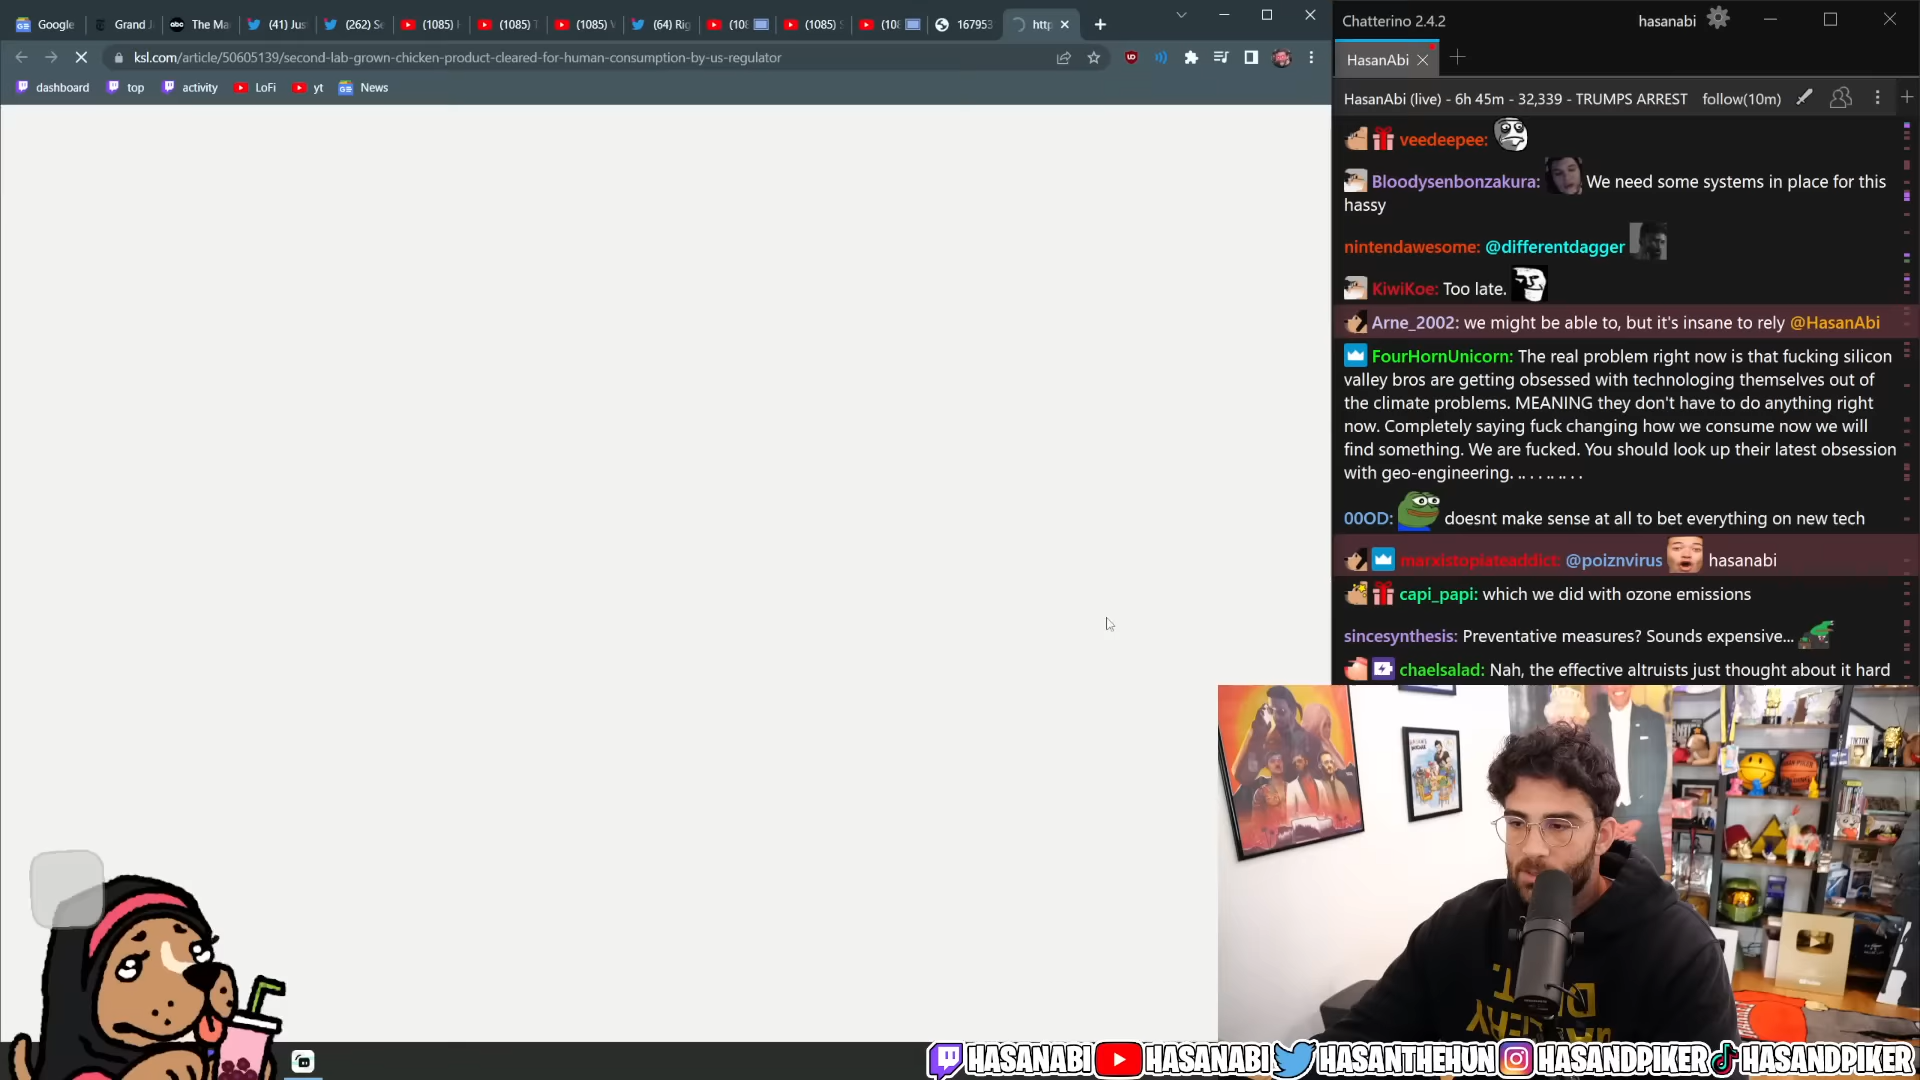 Google
Grand J
The Ma
(41) Jus
(262) Se
(1085)
(1085)
(1085)
(64) Rig
(108
(1085)
(108
167953
http
ksl.com/article/50605139/second-lab-grown-chicken-product-cleared-for-human-consumption-by-us-regulator
dashboard
top
activity
LoFi
yt
News
Chatterino 2.4.2
hasanabi
HasanAbi
HasanAbi (live) - 6h 45m - 32,339 - TRUMPS ARREST
follow(10m)
veedeepee:
Bloodysenbonzakura: We need some systems in place for this
hassy
nintendawesome: @differentdagger
KiwiKoe: Too late.
Arne_2002: we might be able to, but it's insane to rely @HasanAbi
FourHornUnicorn: The real problem right now is that fucking silicon
valley bros are getting obsessed with technologing themselves out of
the climate problems. MEANING they don't have to do anything right
now. Completely saying fuck changing how we consume now we will
find something. We are fucked. You should look up their latest obsession
with geo-engineering. .. . . .. .. . .
00OD: doesnt make sense at all to bet everything on new tech
marxistopiateaddict: @poiznvirus hasanabi
capi_papi: which we did with ozone emissions
sincesynthesis: Preventative measures? Sounds expensive...
chaelsalad: Nah, the effective altruists just thought about it hard
HASANABI
HASANABI
HASANTHEHUN
HASANDPIKER
HASANDPIKER